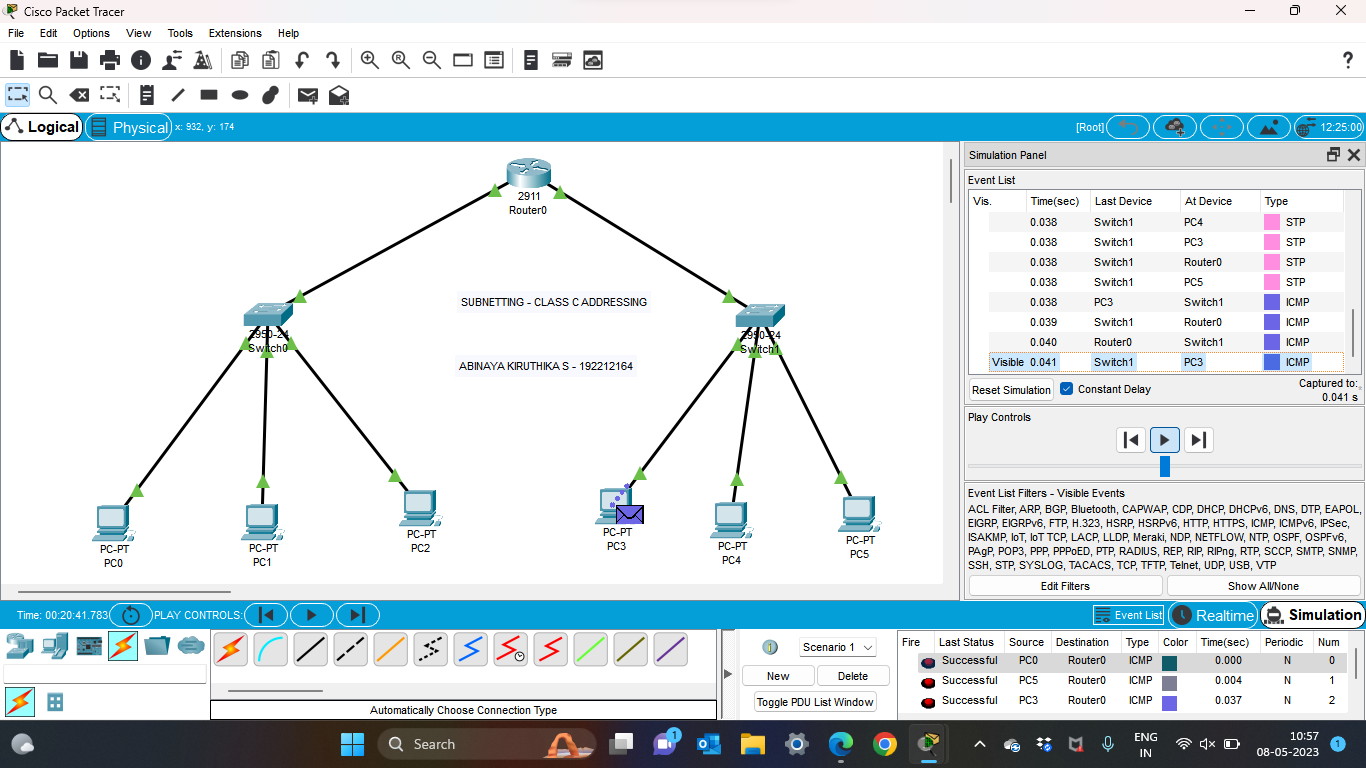 Cisco Packet Tracer
File Edit Options View Tools Extensions Help
Logical Physical x: 932, y: 174 [Root] 12:25:00
2911
Router0
SUBNETTING - CLASS C ADDRESSING
ABINAYA KIRUTHIKA S - 192212164
2950-24
Switch0
2950-24
Switch1
PC-PT
PC0
PC-PT
PC1
PC-PT
PC2
PC-PT
PC3
PC-PT
PC4
PC-PT
PC5
Simulation Panel
Event List
Vis. Time(sec) Last Device At Device Type
0.038 Switch1 PC4 STP
0.038 Switch1 PC3 STP
0.038 Switch1 Router0 STP
0.038 Switch1 PC5 STP
0.038 PC3 Switch1 ICMP
0.039 Switch1 Router0 ICMP
0.040 Router0 Switch1 ICMP
Visible 0.041 Switch1 PC3 ICMP
Reset Simulation Constant Delay Captured to:
0.041 s
Play Controls
Event List Filters - Visible Events
ACL Filter, ARP, BGP, Bluetooth, CAPWAP, CDP, DHCP, DHCPv6, DNS, DTP, EAPOL,
EIGRP, EIGRPv6, FTP, H.323, HSRP, HSRPv6, HTTP, HTTPS, ICMP, ICMPv6, IPSec,
ISAKMP, IoT, IoT TCP, LACP, LLDP, Meraki, NDP, NETFLOW, NTP, OSPF, OSPFv6,
PAgP, POP3, PPP, PPPoED, PTP, RADIUS, REP, RIP, RIPng, RTP, SCCP, SMTP, SNMP,
SSH, STP, SYSLOG, TACACS, TCP, TFTP, Telnet, UDP, USB, VTP
Edit Filters Show All/None
Time: 00:20:41.783 PLAY CONTROLS: Event List Realtime Simulation
Automatically Choose Connection Type
Scenario 1
New Delete
Toggle PDU List Window
Fire Last Status Source Destination Type Color Time(sec) Periodic Num
Successful PC0 Router0 ICMP 0.000 N 0
Successful PC5 Router0 ICMP 0.004 N 1
Successful PC3 Router0 ICMP 0.037 N 2
Search
1
ENG
IN
10:57
08-05-2023
1